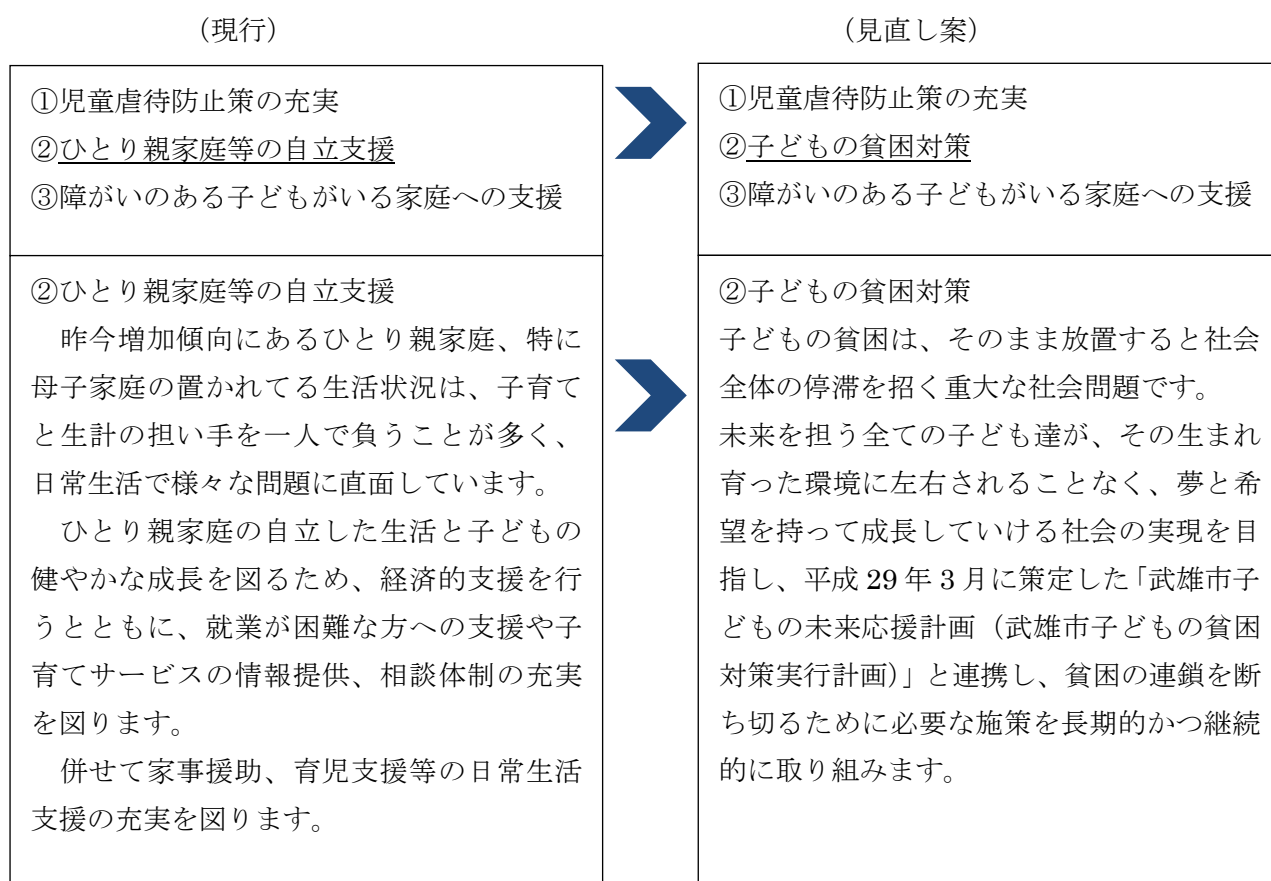 （現行）
①児童虐待防止策の充実
②ひとり親家庭等の自立支援
③障がいのある子どもがいる家庭への支援
②ひとり親家庭等の自立支援
　昨今増加傾向にあるひとり親家庭、特に
母子家庭の置かれてる生活状況は、子育て
と生計の担い手を一人で負うことが多く、
日常生活で様々な問題に直面しています。
　ひとり親家庭の自立した生活と子どもの
健やかな成長を図るため、経済的支援を行
うとともに、就業が困難な方への支援や子
育てサービスの情報提供、相談体制の充実
を図ります。
　併せて家事援助、育児支援等の日常生活
支援の充実を図ります。
（見直し案）
①児童虐待防止策の充実
②子どもの貧困対策
③障がいのある子どもがいる家庭への支援
②子どもの貧困対策
子どもの貧困は、そのまま放置すると社会
全体の停滞を招く重大な社会問題です。
未来を担う全ての子ども達が、その生まれ
育った環境に左右されることなく、夢と希
望を持って成長していける社会の実現を目
指し、平成 29 年 3 月に策定した「武雄市子
どもの未来応援計画（武雄市子どもの貧困
対策実行計画）」と連携し、貧困の連鎖を断
ち切るために必要な施策を長期的かつ継続
的に取り組みます。